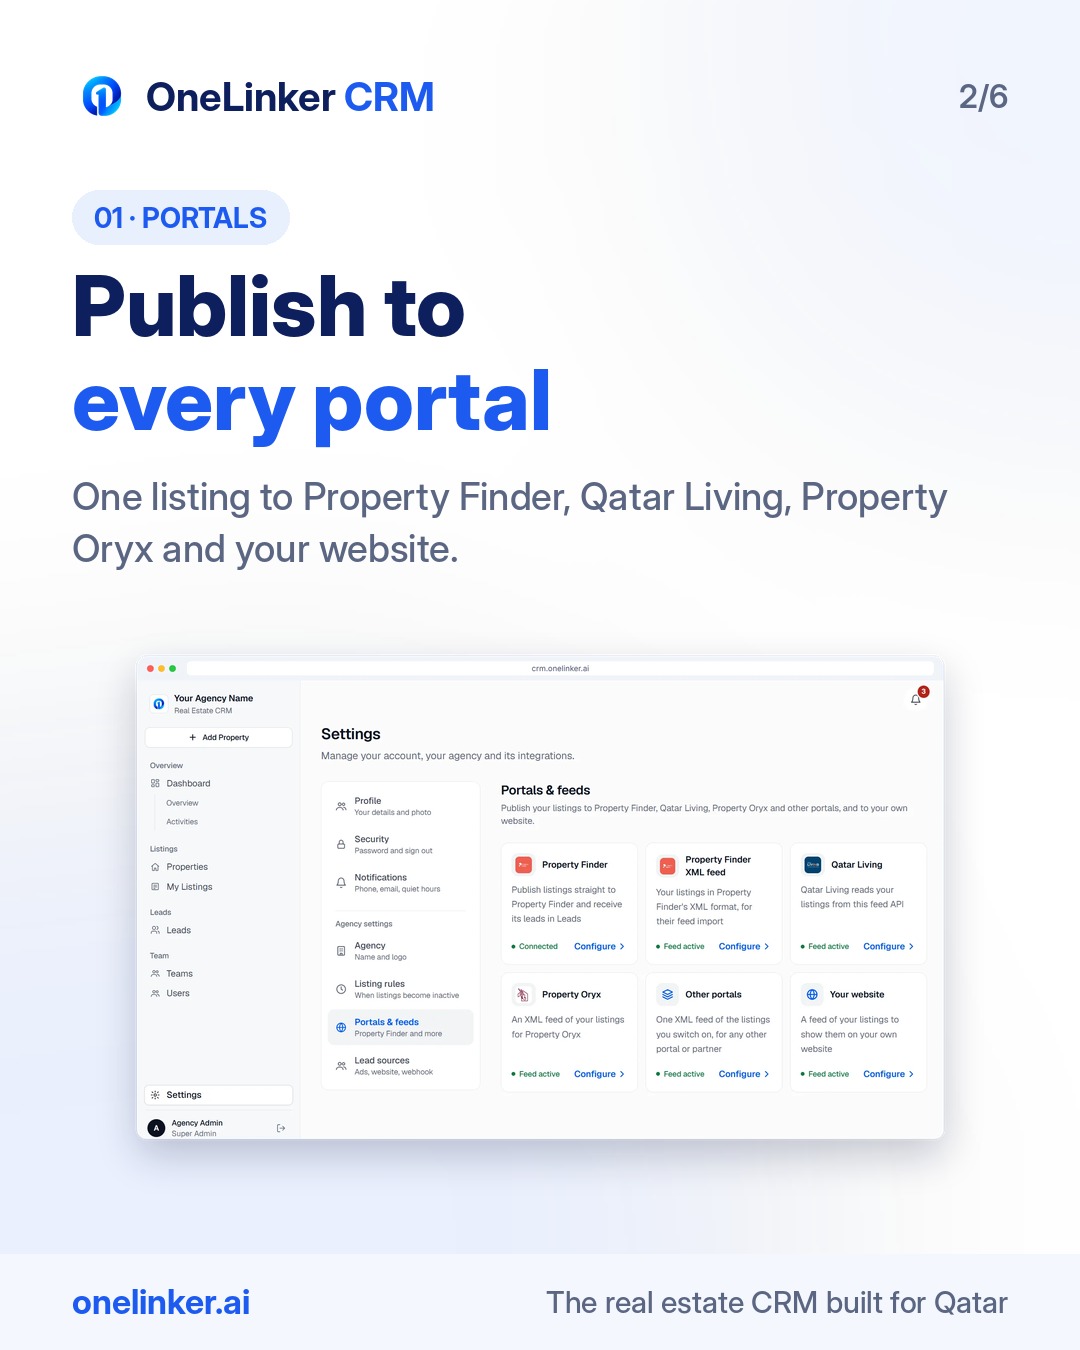 OneLinker CRM
2/6
01 · PORTALS
Publish to
every portal
One listing to Property Finder, Qatar Living, Property
Oryx and your website.
crm.onelinker.ai
Your Agency Name
Real Estate CRM
+ Add Property
Overview
Dashboard
Overview
Activities
Listings
Properties
My Listings
Leads
Leads
Team
Teams
Users
Settings
A
Agency Admin
Super Admin
3
Settings
Manage your account, your agency and its integrations.
Profile
Your details and photo
Security
Password and sign out
Notifications
Phone, email, quiet hours
Agency settings
Agency
Name and logo
Listing rules
When listings become inactive
Portals & feeds
Property Finder and more
Lead sources
Ads, website, webhook
Portals & feeds
Publish your listings to Property Finder, Qatar Living, Property Oryx and other portals, and to your own
website.
Property Finder
Publish listings straight to
Property Finder and receive
its leads in Leads
Connected
Configure
Property Finder
XML feed
Your listings in Property
Finder's XML format, for
their feed import
Feed active
Configure
Qatar Living
Qatar Living reads your
listings from this feed API
Feed active
Configure
Property Oryx
An XML feed of your listings
for Property Oryx
Feed active
Configure
Other portals
One XML feed of the listings
you switch on, for any other
portal or partner
Feed active
Configure
Your website
A feed of your listings to
show them on your own
website
Feed active
Configure
onelinker.ai
The real estate CRM built for Qatar